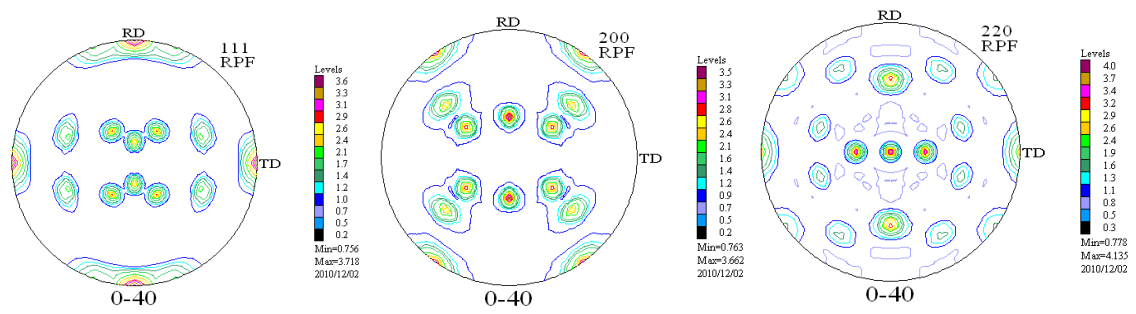 RD
111
RPF
TD
Levels
3.6
3.3
3.1
2.9
2.6
2.4
2.1
1.7
1.4
1.2
1.0
0.7
0.5
0.2
Min=0.756
Max=3.718
2010/12/02
0-40
RD
200
RPF
TD
Levels
3.5
3.3
3.1
2.8
2.6
2.4
2.1
1.6
1.4
1.2
0.9
0.7
0.5
0.2
Min=0.763
Max=3.662
2010/12/02
0-40
RD
220
RPF
TD
Levels
4.0
3.7
3.4
3.2
2.9
2.6
2.4
1.9
1.6
1.3
1.1
0.8
0.5
0.3
Min=0.778
Max=4.135
2010/12/02
0-40